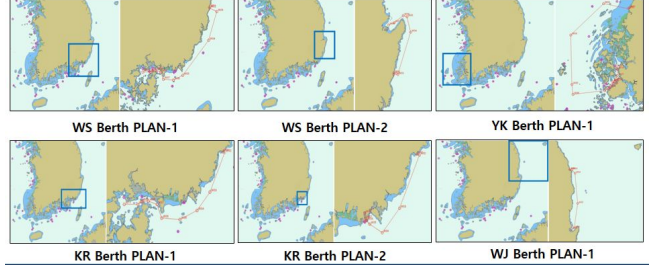 WS Berth PLAN-1
WS Berth PLAN-2
YK Berth PLAN-1
KR Berth PLAN-1
KR Berth PLAN-2
WJ Berth PLAN-1